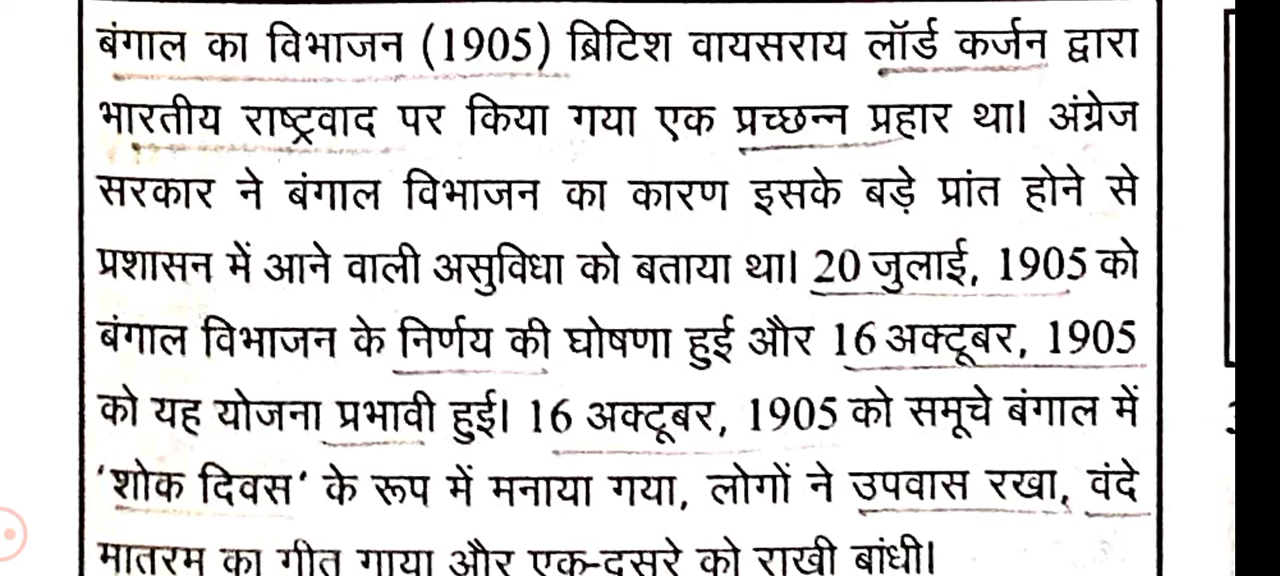 बंगाल का विभाजन (1905) ब्रिटिश वायसराय लॉर्ड कर्जन द्वारा
भारतीय राष्ट्रवाद पर किया गया एक प्रच्छन्न प्रहार था। अंग्रेज
सरकार ने बंगाल विभाजन का कारण इसके बड़े प्रांत होने से
प्रशासन में आने वाली असुविधा को बताया था। 20 जुलाई, 1905 को
बंगाल विभाजन के निर्णय की घोषणा हुई और 16 अक्टूबर, 1905
को यह योजना प्रभावी हुई। 16 अक्टूबर, 1905 को समूचे बंगाल में
‘शोक दिवस‘ के रूप में मनाया गया, लोगों ने उपवास रखा, वंदे
मातरम का गीत गाया और एक-दूसरे को राखी बांधी।